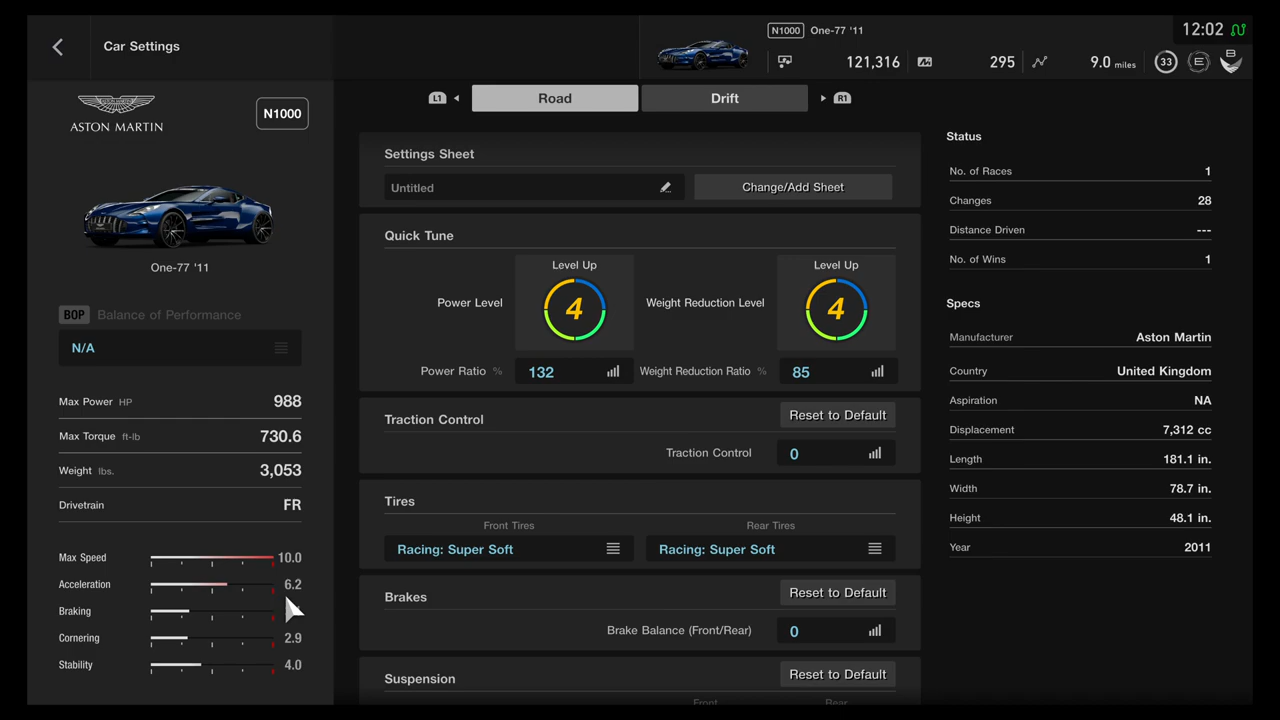 Car Settings
N1000 One-77 '11
12:02
121,316 295 9.0 miles 33 E B
ASTON MARTIN
N1000
One-77 '11
BOP Balance of Performance
N/A
Max Power HP 988
Max Torque ft-lb 730.6
Weight lbs. 3,053
Drivetrain FR
Max Speed 10.0
Acceleration 6.2
Braking
Cornering 2.9
Stability 4.0
L1 Road Drift R1
Settings Sheet
Untitled Change/Add Sheet
Quick Tune
Level Up Level Up
Power Level 4 Weight Reduction Level 4
Power Ratio % 132 Weight Reduction Ratio % 85
Traction Control Reset to Default
Traction Control 0
Tires
Front Tires Rear Tires
Racing: Super Soft Racing: Super Soft
Brakes Reset to Default
Brake Balance (Front/Rear) 0
Suspension Reset to Default
Front Rear
Status
No. of Races 1
Changes 28
Distance Driven ---
No. of Wins 1
Specs
Manufacturer Aston Martin
Country United Kingdom
Aspiration NA
Displacement 7,312 cc
Length 181.1 in.
Width 78.7 in.
Height 48.1 in.
Year 2011